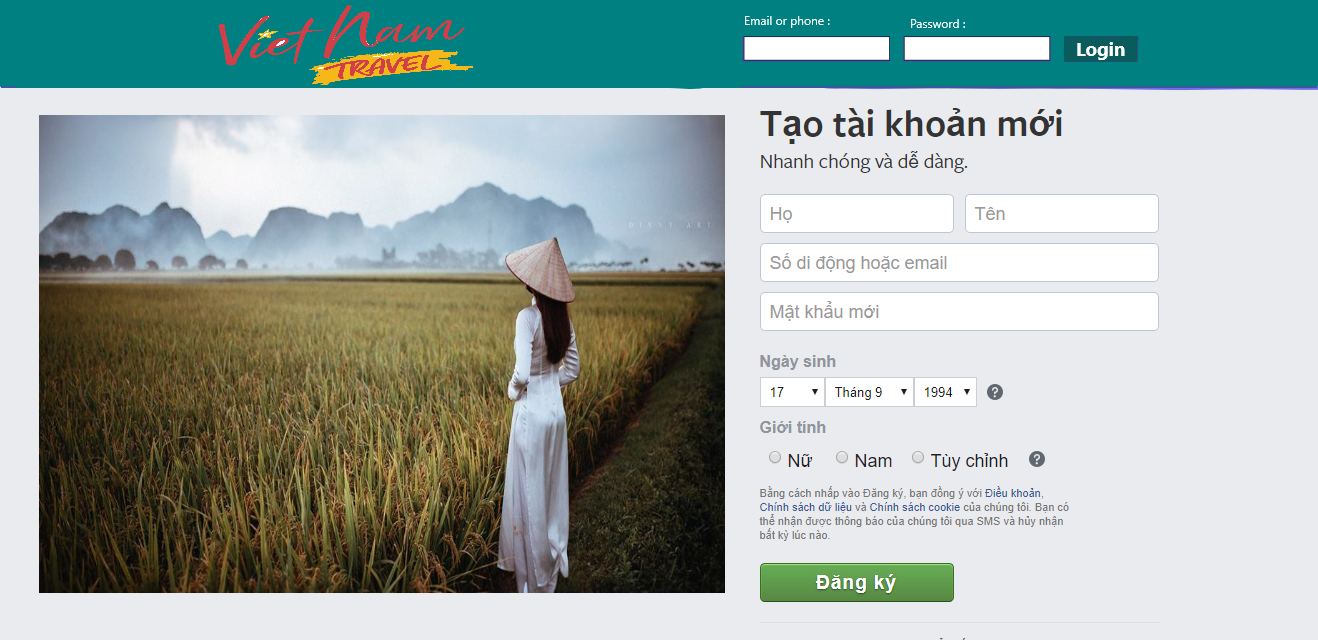 Viet Nam
TRAVEL
Email or phone :
Password :
Login
DINNY ART
Tạo tài khoản mới
Nhanh chóng và dễ dàng.
Họ
Tên
Số di động hoặc email
Mật khẩu mới
Ngày sinh
17 Tháng 9 1994 ?
Giới tính
Nữ Nam Tùy chỉnh ?
Bằng cách nhấp vào Đăng ký, bạn đồng ý với Điều khoản,
Chính sách dữ liệu và Chính sách cookie của chúng tôi. Bạn có
thể nhận được thông báo của chúng tôi qua SMS và hủy nhận
bất kỳ lúc nào.
Đăng ký